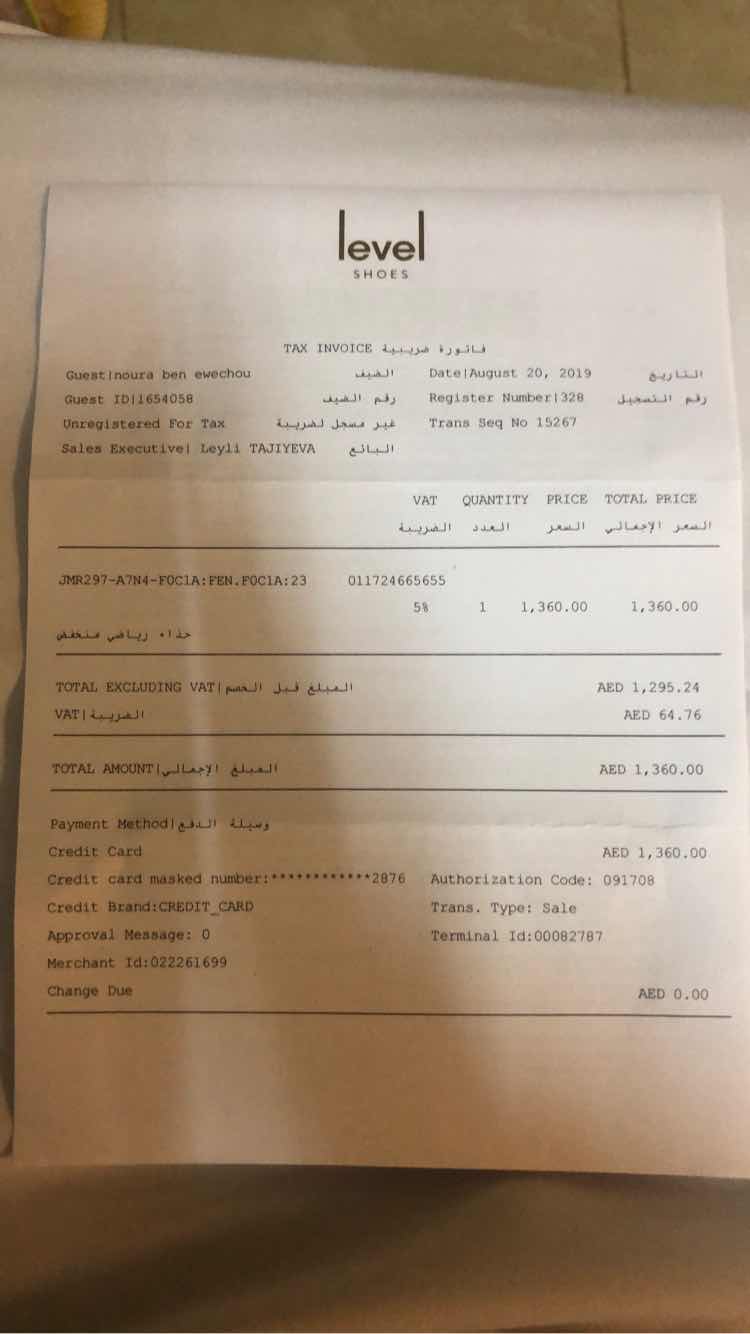 level
SHOES
TAX INVOICE فاتورة ضريبية
Guest|noura ben ewechou الضيف Date|August 20, 2019 التاريخ
Guest ID|1654058 رقم الضيف Register Number|328 رقم التسجيل
Unregistered For Tax غير مسجل لضريبة Trans Seq No 15267
Sales Executive| Leyli TAJIYEVA البائع
VAT QUANTITY PRICE TOTAL PRICE
الضريبة العدد السعر السعر الإجمالي
JMR297-A7N4-F0C1A:FEN.F0C1A:23 011724665655
5% 1 1,360.00 1,360.00
حذاء رياضي منخفض
TOTAL EXCLUDING VAT|المبلغ قبل الخصم AED 1,295.24
VAT|الضريبة AED 64.76
TOTAL AMOUNT|المبلغ الإجمالي AED 1,360.00
Payment Method|وسيلة الدفع
Credit Card AED 1,360.00
Credit card masked number:************2876 Authorization Code: 091708
Credit Brand:CREDIT_CARD Trans. Type: Sale
Approval Message: 0 Terminal Id:00082787
Merchant Id:022261699
Change Due AED 0.00